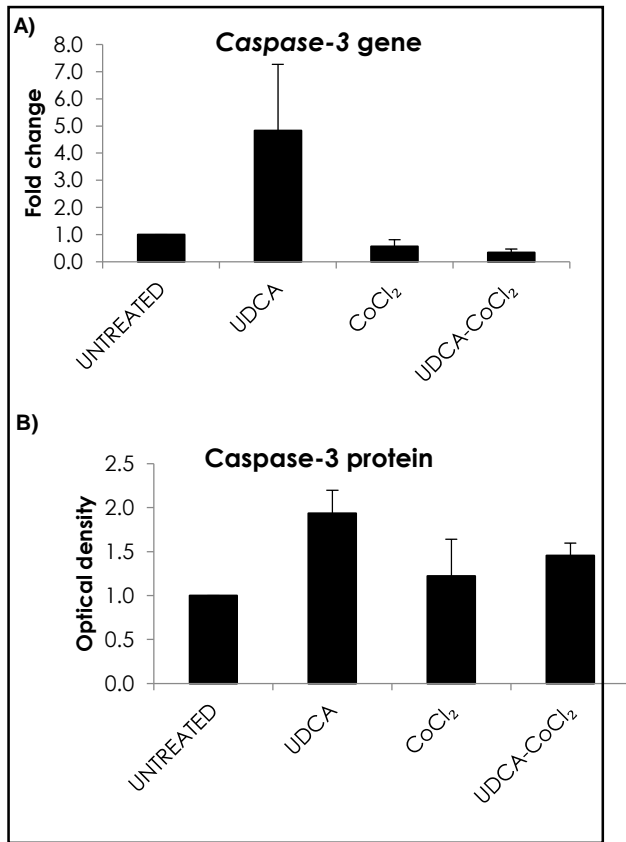 A)
Caspase-3 gene
Fold change
8.0
7.0
6.0
5.0
4.0
3.0
2.0
1.0
0.0
UNTREATED
UDCA
CoCl₂
UDCA-CoCl₂
B)
Caspase-3 protein
Optical density
2.5
2.0
1.5
1.0
0.5
0.0
UNTREATED
UDCA
CoCl₂
UDCA-CoCl₂